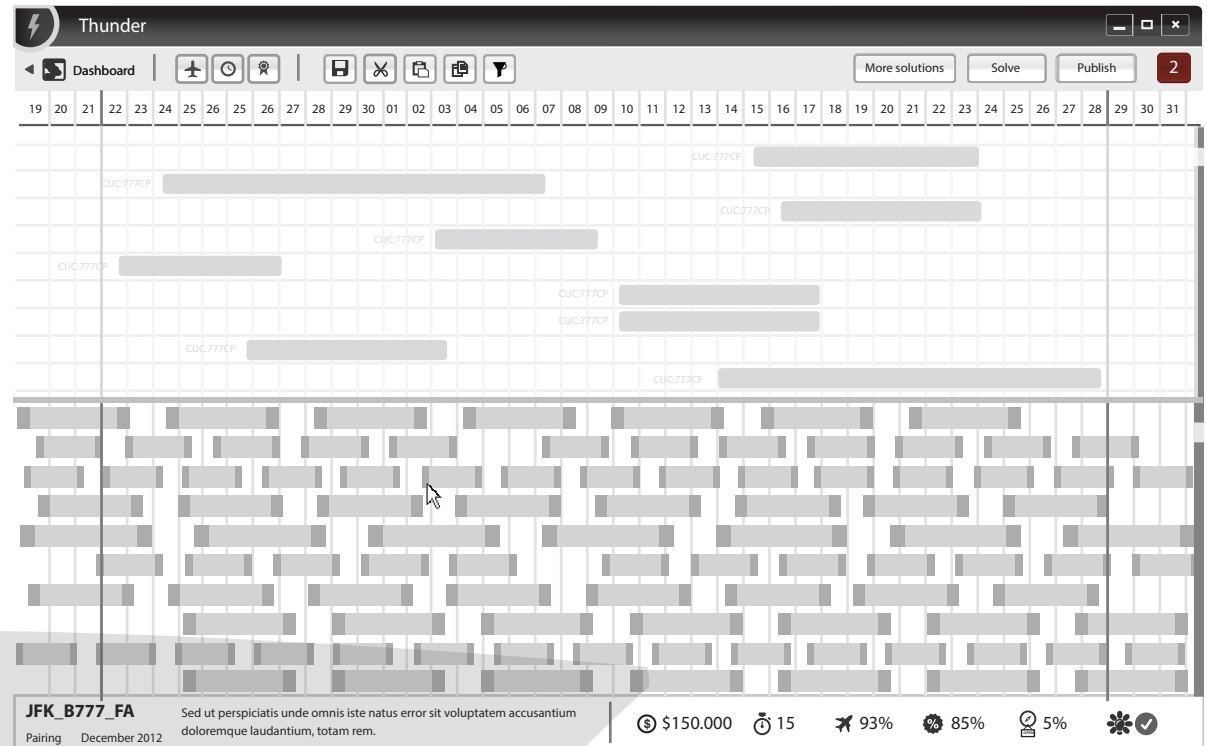 Thunder
Dashboard
More solutions
Solve
Publish
2
19 20 21 22 23 24 25 26 25 26 27 28 29 30 01 02 03 04 05 06 07 08 09 10 11 12 13 14 15 16 17 18 19 20 21 22 23 24 25 26 27 28 29 30 31
CUC:777CP
CUC:777CP
CUC:777CP
CUC:777CP
CUC:777CP
CUC:777CP
CUC:777CP
CUC:777CP
CUC:777CP
JFK_B777_FA
Pairing December 2012
Sed ut perspiciatis unde omnis iste natus error sit voluptatem accusantium
doloremque laudantium, totam rem.
$150.000
15
93%
85%
5%
OPEN